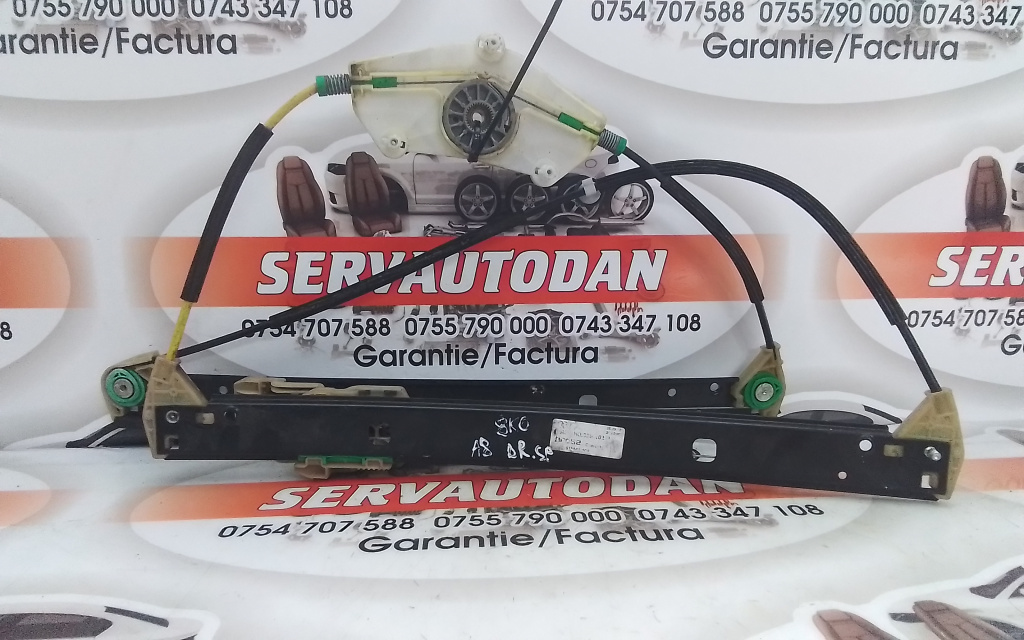 0755 790 000 0743 347 108
Garantie/Factura
0754 707 588 0755 790 000 0743 347
Garantie/Factura
SERVAUTODAN
0754 707 588 0755 790 000 0743 347 108
Garantie/Factura
SER
0754 707 58
8K0
A8 DR.SP
SERVAUTODAN
0754 707 588 0755 790 000 0743 347 108
Garantie/Factura